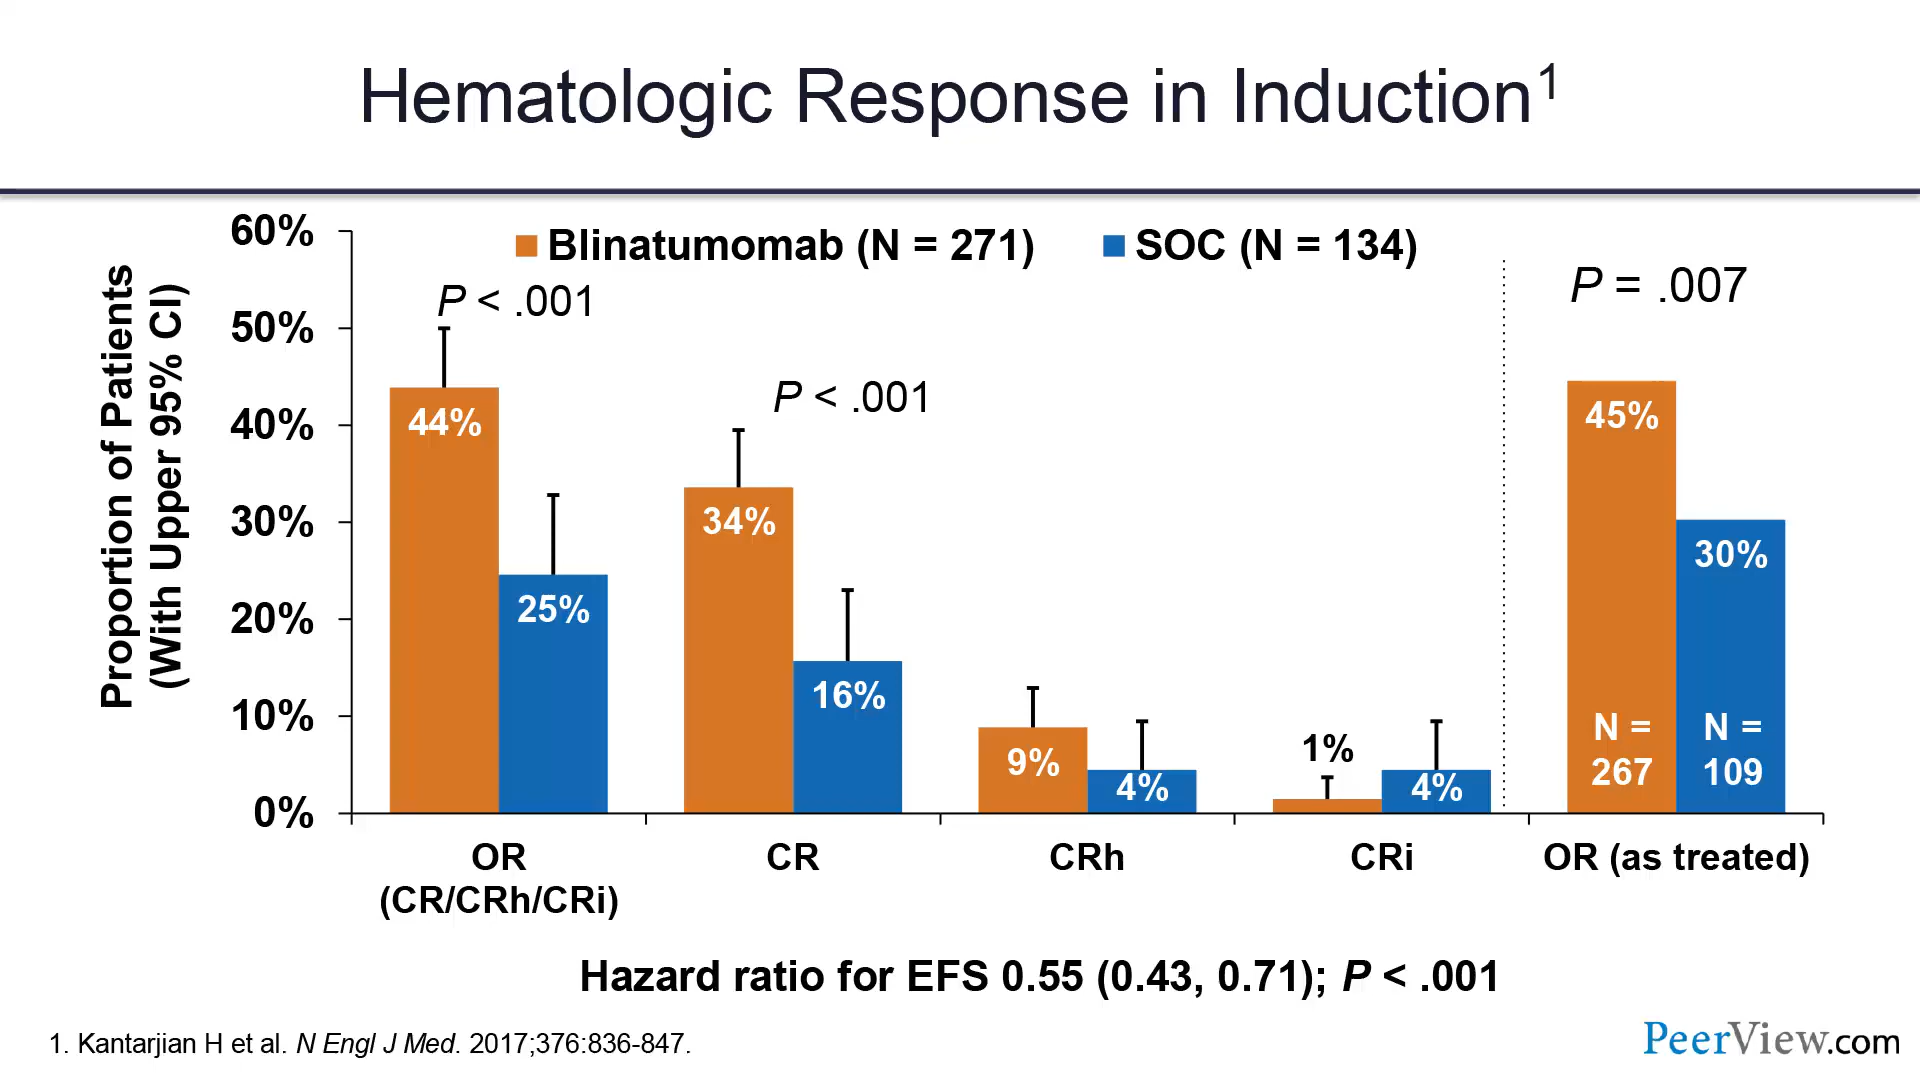 Hematologic Response in Induction1
Blinatumomab (N = 271)
SOC (N = 134)
Proportion of Patients
(With Upper 95% CI)
60%
50%
40%
30%
20%
10%
0%
P < .001
P < .001
P = .007
44%
25%
34%
16%
9%
4%
1%
4%
45%
30%
N =
267
N =
109
OR
(CR/CRh/CRi)
CR
CRh
CRi
OR (as treated)
Hazard ratio for EFS 0.55 (0.43, 0.71); P < .001
1. Kantarjian H et al. N Engl J Med. 2017;376:836-847.
PeerView.com